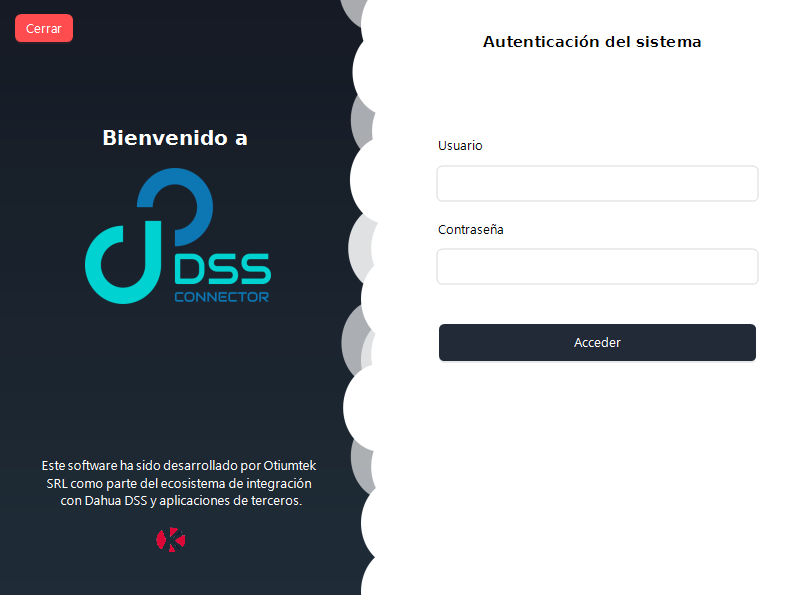 Cerrar
Bienvenido a
DSS
CONNECTOR
Este software ha sido desarrollado por Otiumtek
SRL como parte del ecosistema de integración
con Dahua DSS y aplicaciones de terceros.
Autenticación del sistema
Usuario
Contraseña
Acceder